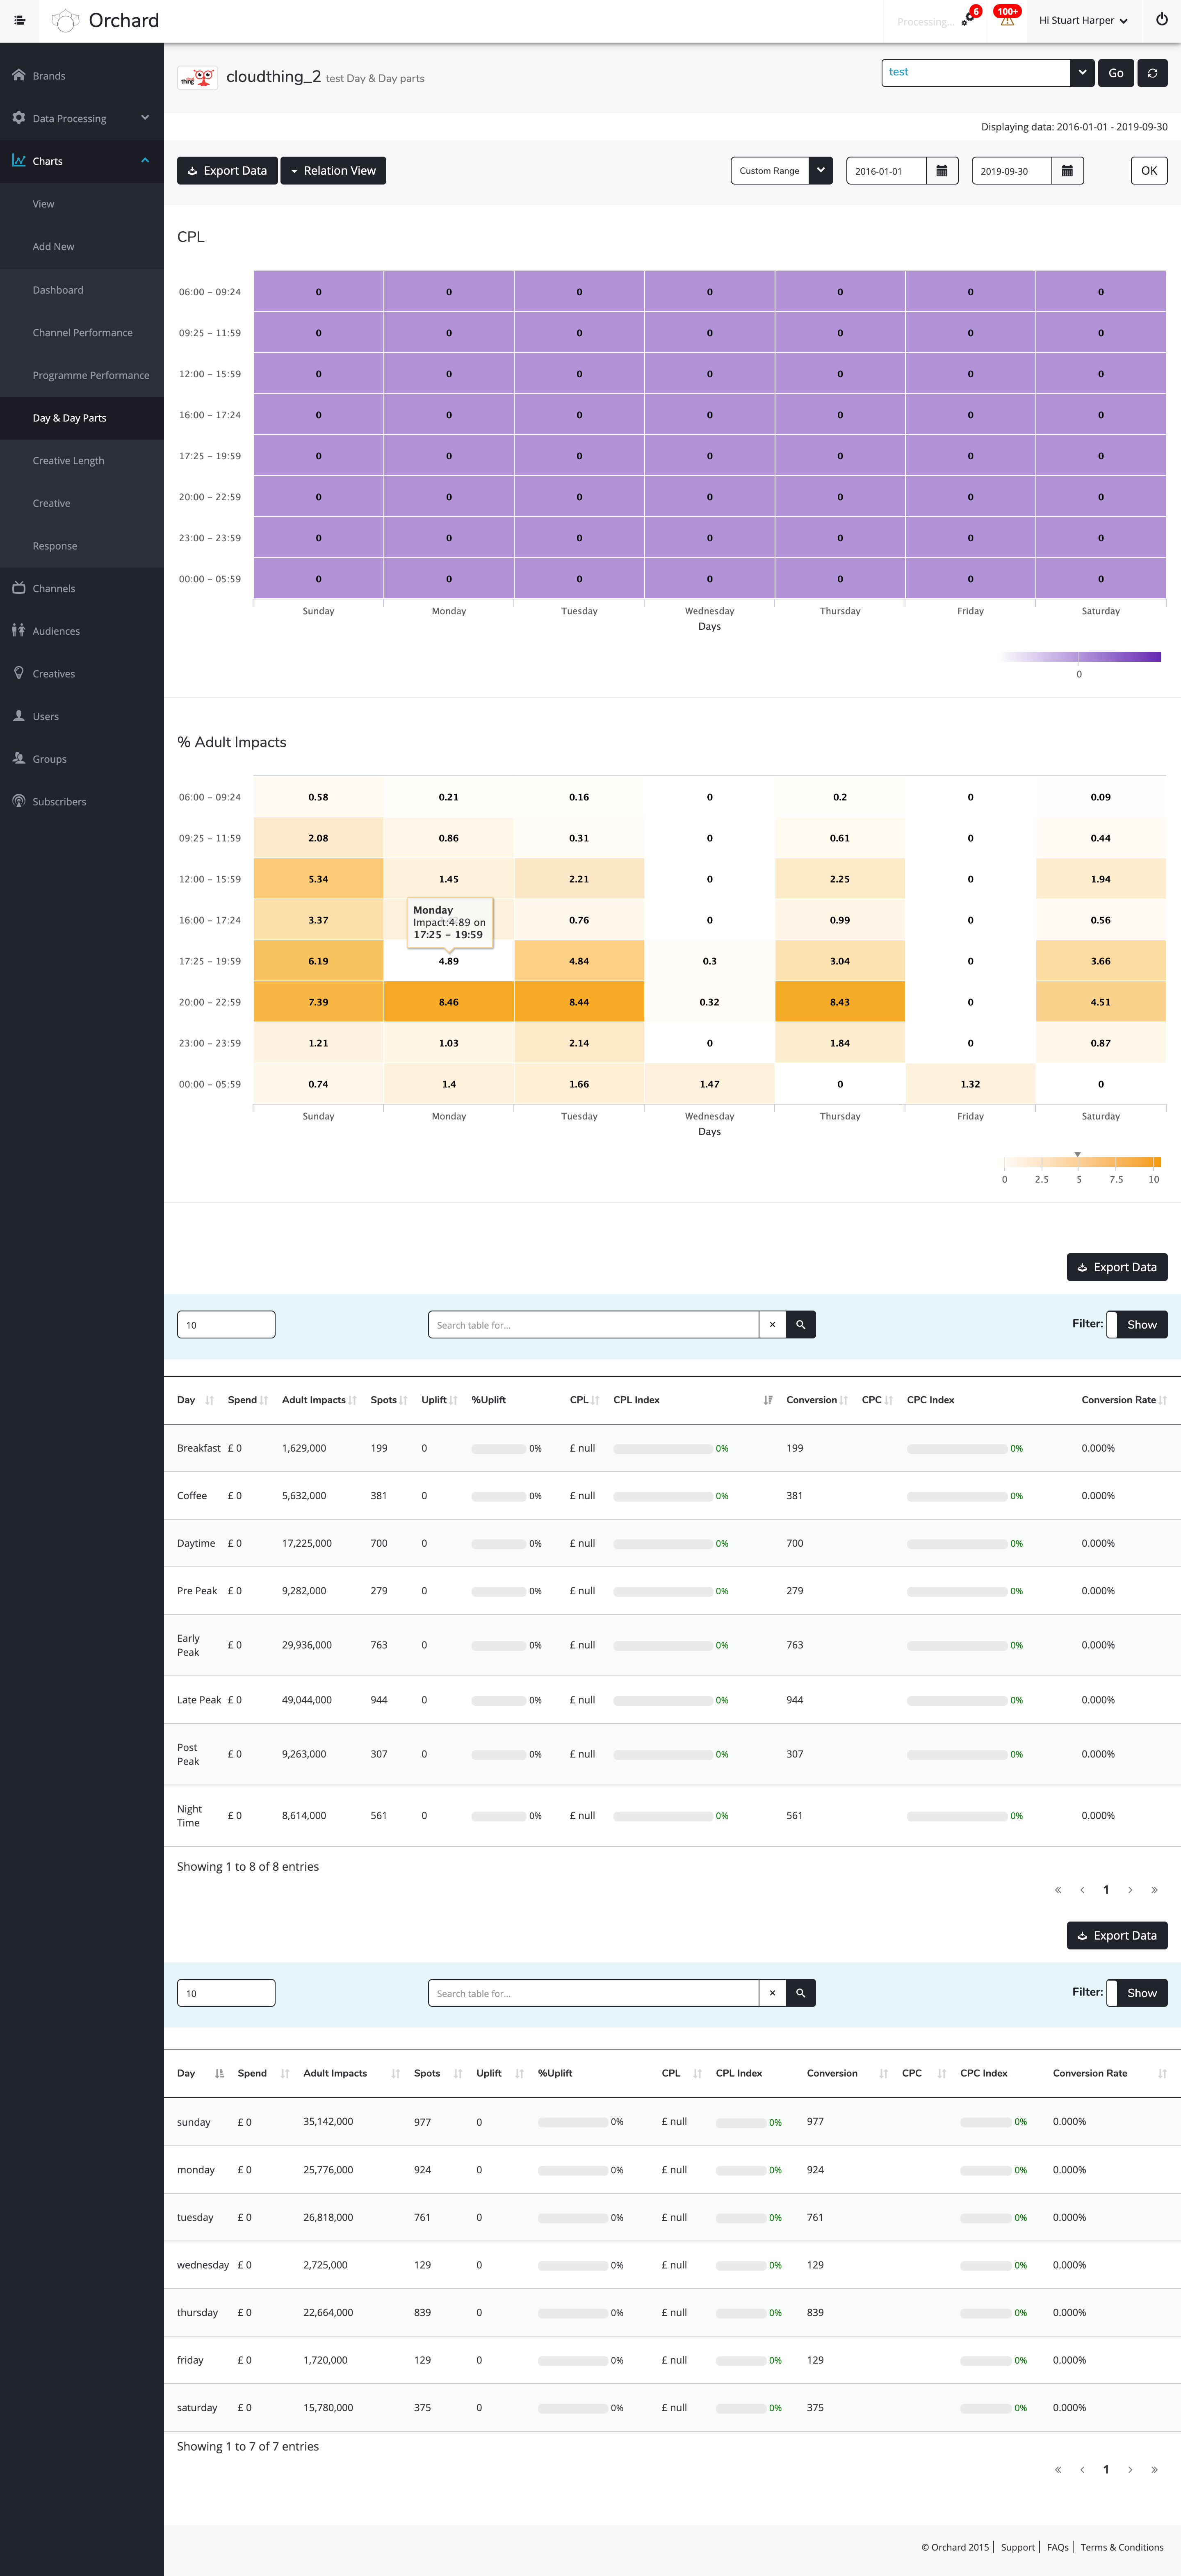 Orchard
Processing...
6
100+
Hi Stuart Harper
Brands
Data Processing
Charts
View
Add New
Dashboard
Channel Performance
Programme Performance
Day & Day Parts
Creative Length
Creative
Response
Channels
Audiences
Creatives
Users
Groups
Subscribers
thing
cloudthing_2 test Day & Day parts
test
Go
Displaying data: 2016-01-01 - 2019-09-30
Export Data
Relation View
Custom Range
2016-01-01
2019-09-30
OK
CPL
06:00 – 09:24 0 0 0 0 0 0 0
09:25 – 11:59 0 0 0 0 0 0 0
12:00 – 15:59 0 0 0 0 0 0 0
16:00 – 17:24 0 0 0 0 0 0 0
17:25 – 19:59 0 0 0 0 0 0 0
20:00 – 22:59 0 0 0 0 0 0 0
23:00 – 23:59 0 0 0 0 0 0 0
00:00 – 05:59 0 0 0 0 0 0 0
Sunday Monday Tuesday Wednesday Thursday Friday Saturday
Days
0
% Adult Impacts
06:00 – 09:24 0.58 0.21 0.16 0 0.2 0 0.09
09:25 – 11:59 2.08 0.86 0.31 0 0.61 0 0.44
12:00 – 15:59 5.34 1.45 2.21 0 2.25 0 1.94
16:00 – 17:24 3.37 0.76 0 0.99 0 0.56
Monday
Impact:4.89 on
17:25 – 19:59
17:25 – 19:59 6.19 4.89 4.84 0.3 3.04 0 3.66
20:00 – 22:59 7.39 8.46 8.44 0.32 8.43 0 4.51
23:00 – 23:59 1.21 1.03 2.14 0 1.84 0 0.87
00:00 – 05:59 0.74 1.4 1.66 1.47 0 1.32 0
Sunday Monday Tuesday Wednesday Thursday Friday Saturday
Days
0 2.5 5 7.5 10
Export Data
10
Search table for...
×
Filter: Show
Day Spend Adult Impacts Spots Uplift %Uplift CPL CPL Index Conversion CPC CPC Index Conversion Rate
Breakfast £ 0 1,629,000 199 0 0% £ null 0% 199 0% 0.000%
Coffee £ 0 5,632,000 381 0 0% £ null 0% 381 0% 0.000%
Daytime £ 0 17,225,000 700 0 0% £ null 0% 700 0% 0.000%
Pre Peak £ 0 9,282,000 279 0 0% £ null 0% 279 0% 0.000%
Early
Peak £ 0 29,936,000 763 0 0% £ null 0% 763 0% 0.000%
Late Peak £ 0 49,044,000 944 0 0% £ null 0% 944 0% 0.000%
Post
Peak £ 0 9,263,000 307 0 0% £ null 0% 307 0% 0.000%
Night
Time £ 0 8,614,000 561 0 0% £ null 0% 561 0% 0.000%
Showing 1 to 8 of 8 entries
« ‹ 1 › »
Export Data
10
Search table for...
×
Filter: Show
Day Spend Adult Impacts Spots Uplift %Uplift CPL CPL Index Conversion CPC CPC Index Conversion Rate
sunday £ 0 35,142,000 977 0 0% £ null 0% 977 0% 0.000%
monday £ 0 25,776,000 924 0 0% £ null 0% 924 0% 0.000%
tuesday £ 0 26,818,000 761 0 0% £ null 0% 761 0% 0.000%
wednesday £ 0 2,725,000 129 0 0% £ null 0% 129 0% 0.000%
thursday £ 0 22,664,000 839 0 0% £ null 0% 839 0% 0.000%
friday £ 0 1,720,000 129 0 0% £ null 0% 129 0% 0.000%
saturday £ 0 15,780,000 375 0 0% £ null 0% 375 0% 0.000%
Showing 1 to 7 of 7 entries
« ‹ 1 › »
© Orchard 2015 | Support | FAQs | Terms & Conditions